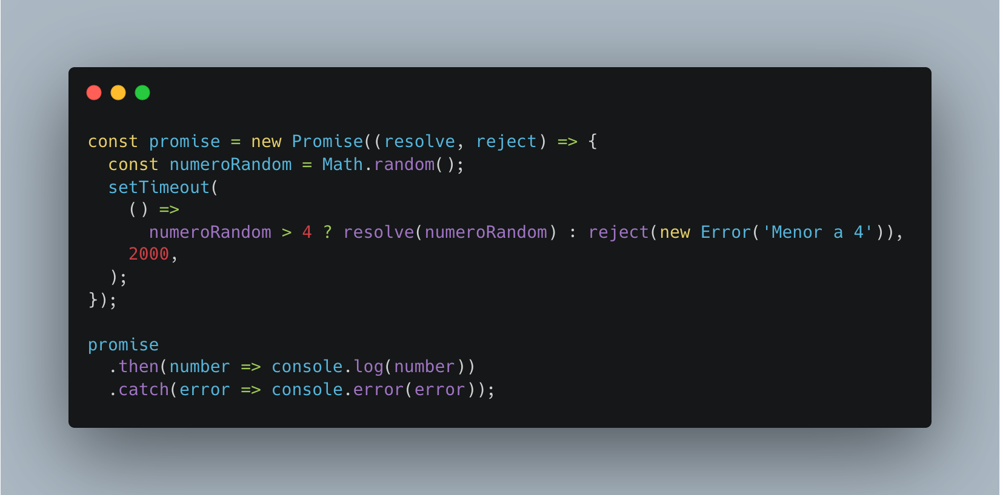 const promise = new Promise((resolve, reject) => {
  const numeroRandom = Math.random();
  setTimeout(
    () =>
      numeroRandom > 4 ? resolve(numeroRandom) : reject(new Error('Menor a 4')),
    2000,
  );
});

promise
  .then(number => console.log(number))
  .catch(error => console.error(error));